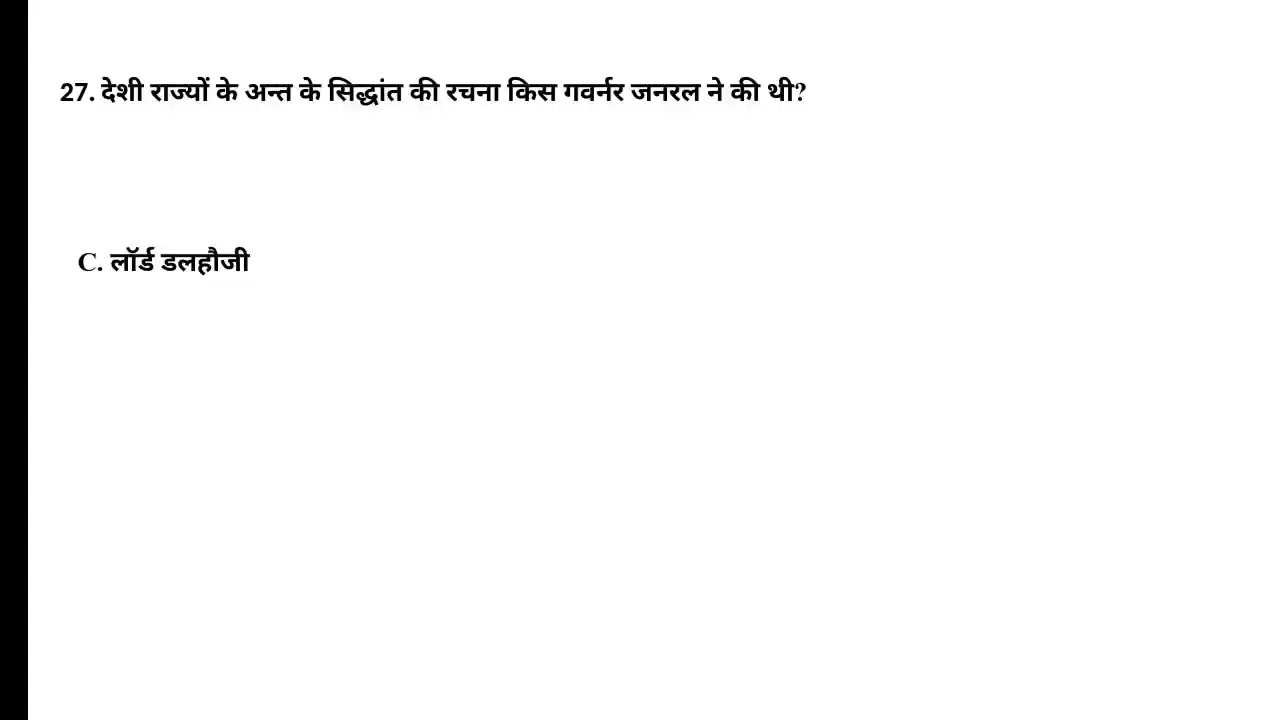 27. देशी राज्यों के अन्त के सिद्धांत की रचना किस गवर्नर जनरल ने की थी?
C. लॉर्ड डलहौजी